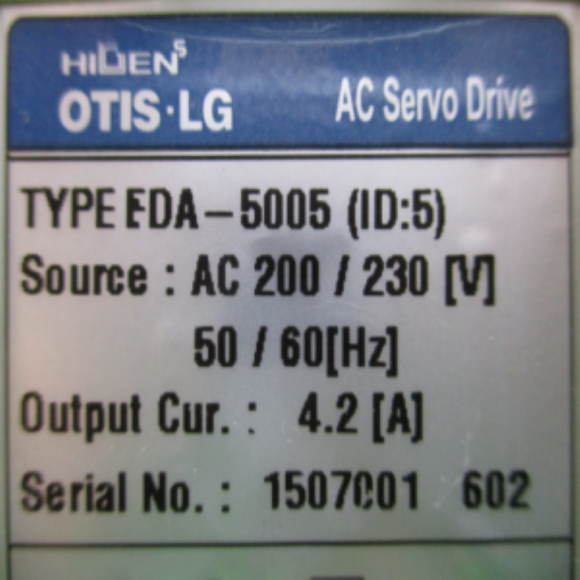 HIDEN S
OTIS·LG
AC Servo Drive
TYPE FDA-5005 (ID:5)
Source : AC 200 / 230 [V]
50 / 60[Hz]
Output Cur. : 4.2 [A]
Serial No. : 1507001 602